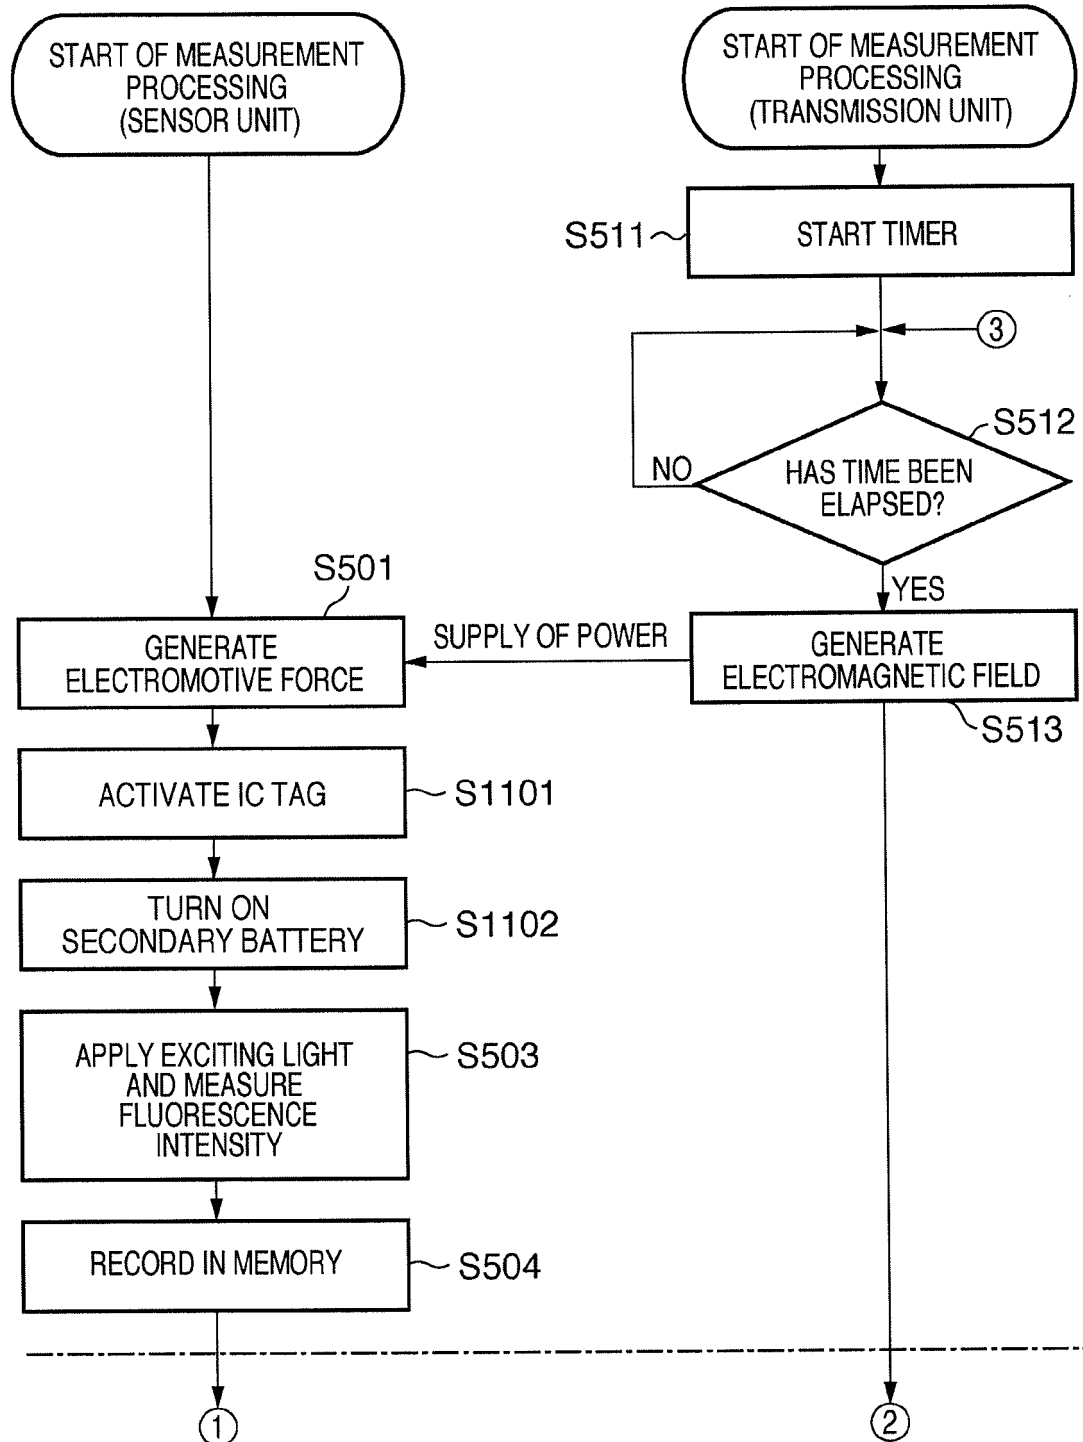 START OF MEASUREMENT
PROCESSING
(SENSOR UNIT)
START OF MEASUREMENT
PROCESSING
(TRANSMISSION UNIT)
S511
START TIMER
3
S512
NO
HAS TIME BEEN
ELAPSED?
YES
S501
GENERATE
ELECTROMOTIVE FORCE
SUPPLY OF POWER
GENERATE
ELECTROMAGNETIC FIELD
S513
ACTIVATE IC TAG
S1101
TURN ON
SECONDARY BATTERY
S1102
APPLY EXCITING LIGHT
AND MEASURE
FLUORESCENCE
INTENSITY
S503
RECORD IN MEMORY
S504
1
2